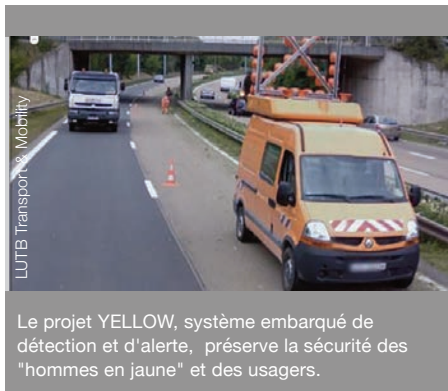 LUTB Transport & Mobility
Le projet YELLOW, système embarqué de
détection et d'alerte,  préserve la sécurité des
"hommes en jaune" et des usagers.